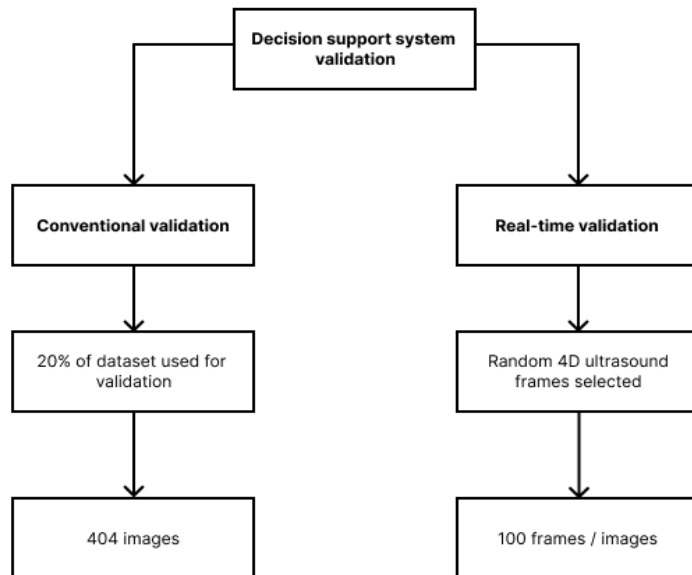 Decision support system
validation
Conventional validation
Real-time validation
20% of dataset used for
validation
Random 4D ultrasound
frames selected
404 images
100 frames / images